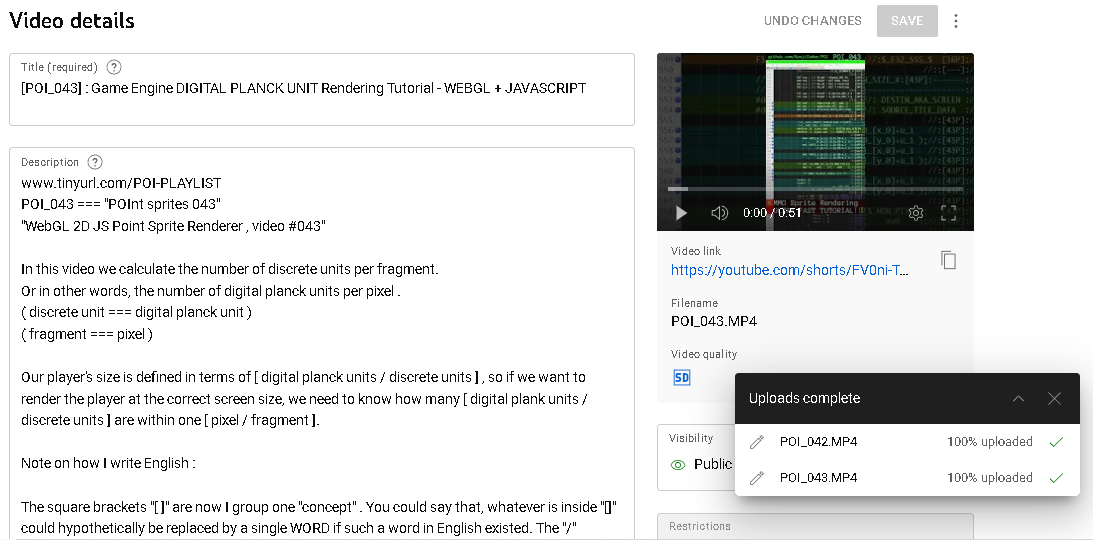 Video details
UNDO CHANGES
SAVE
Title (required)
[POI_043] : Game Engine DIGITAL PLANCK UNIT Rendering Tutorial - WEBGL + JAVASCRIPT
Description
www.tinyurl.com/POI-PLAYLIST
POI_043 === "POInt sprites 043"
"WebGL 2D JS Point Sprite Renderer , video #043"
In this video we calculate the number of discrete units per fragment.
Or in other words, the number of digital planck units per pixel .
( discrete unit === digital planck unit )
( fragment === pixel )
Our player's size is defined in terms of [ digital planck units / discrete units ] , so if we want to
render the player at the correct screen size, we need to know how many [ digital plank units /
discrete units ] are within one [ pixel / fragment ].
Note on how I write English :
The square brackets "[ ]" are now I group one "concept" . You could say that, whatever is inside "[]"
could hypothetically be replaced by a single WORD if such a word in English existed. The "/"
POI_043
DESTIN_AKA_SCREEN
SOURCE_TILE_DATA
MMO Sprite Rendering
FAST TUTORIAL!
0:00 / 0:51
Video link
https://youtube.com/shorts/FV0ni-T...
Filename
POI_043.MP4
Video quality
SD
Uploads complete
POI_042.MP4
100% uploaded
POI_043.MP4
100% uploaded
Visibility
Public
Restrictions